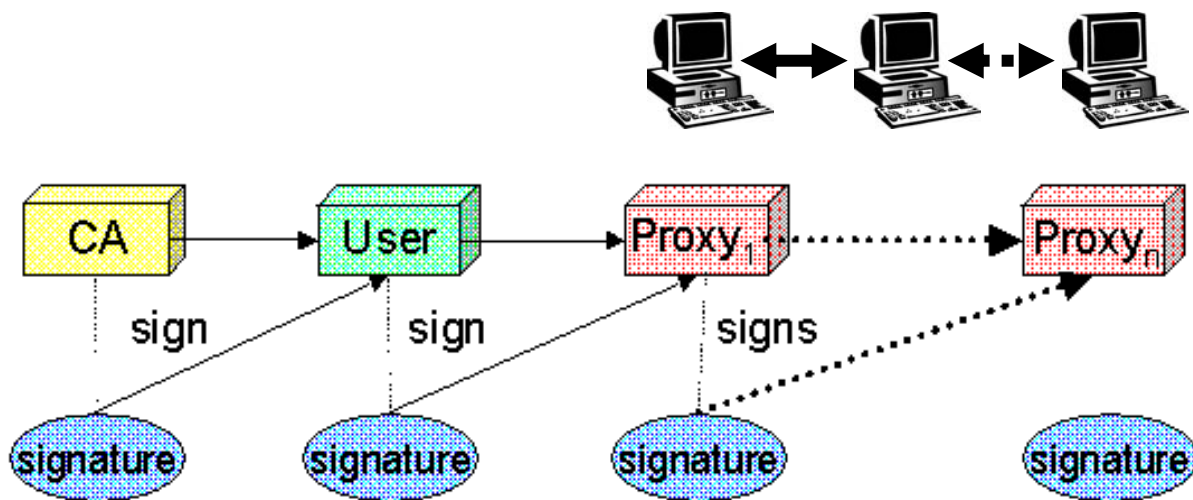 CA
User
Proxy₁
Proxyₙ
sign
sign
signs
signature
signature
signature
signature